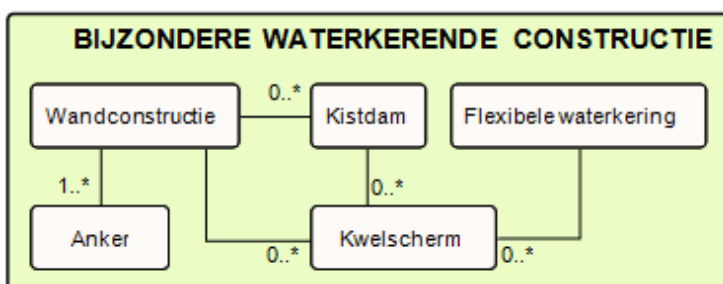 BIJZONDERE WATERKERENDE CONSTRUCTIE
0..*
Wandconstructie
Kistdam
Flexibele waterkering
1..*
0..*
Anker
Kwelscherm
0..*
0..*